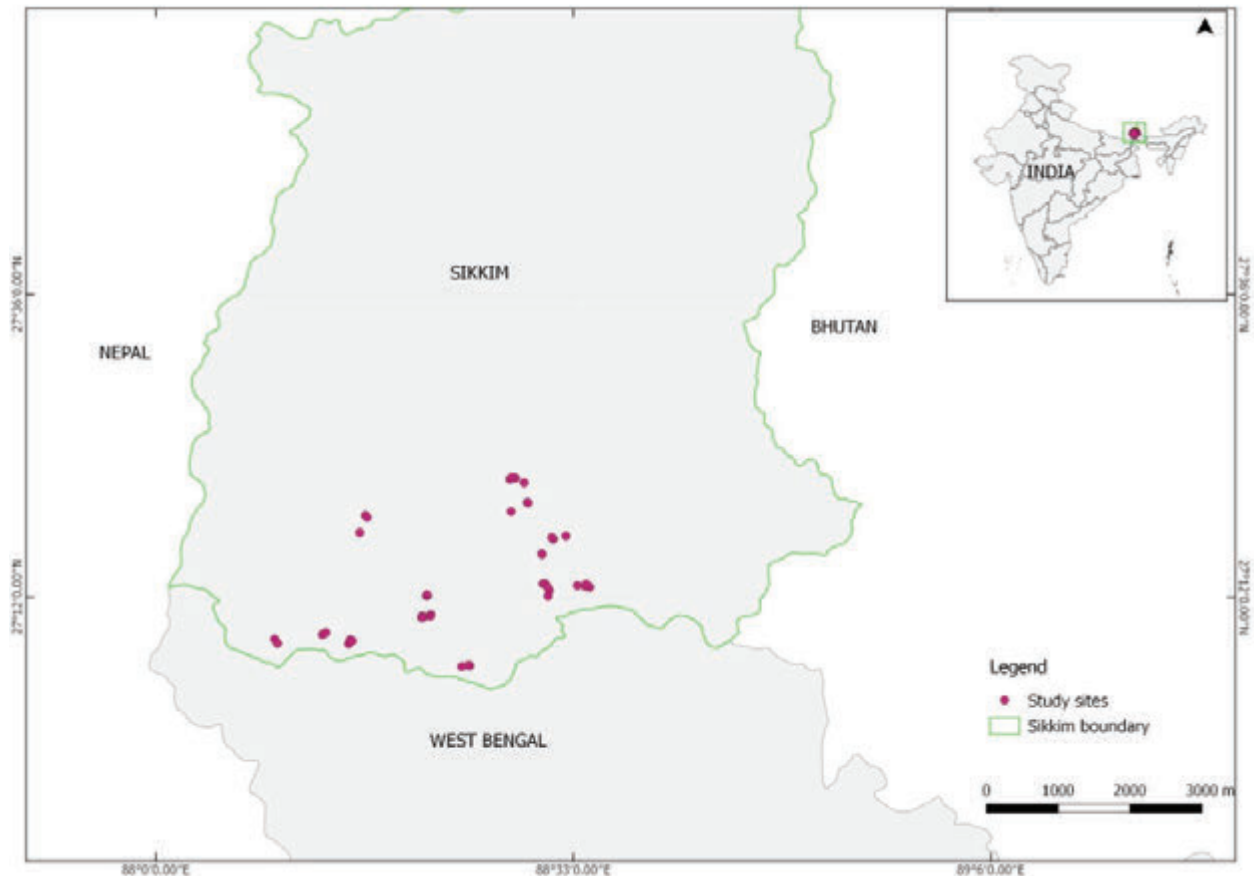 INDIA
SIKKIM
NEPAL
BHUTAN
WEST BENGAL
27°36'0.00"N
27°36'0.00"N
27°12'0.00"N
27°12'0.00"N
Legend
Study sites
Sikkim boundary
0 1000 2000 3000 m
88°0'0.00"E
88°33'0.00"E
89°6'0.00"E